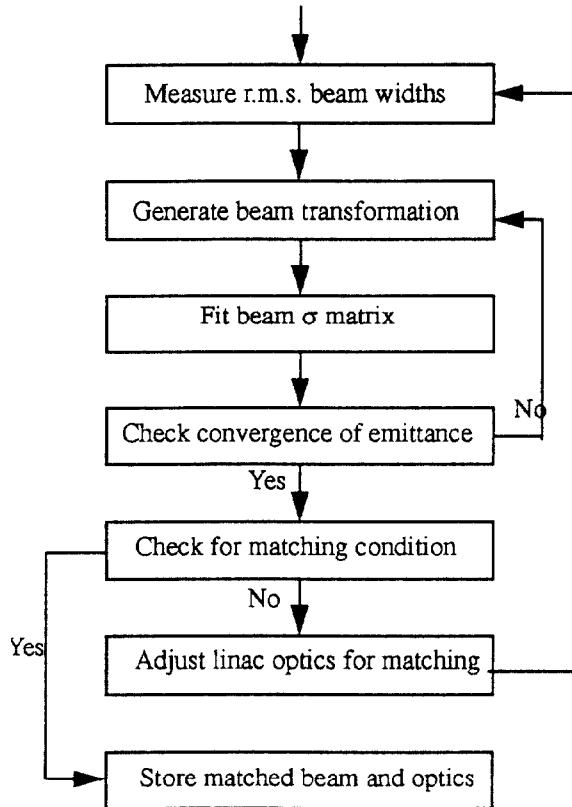 Measure r.m.s. beam widths
Generate beam transformation
Fit beam σ matrix
No
Check convergence of emittance
Yes
Check for matching condition
No
Yes
Adjust linac optics for matching
Store matched beam and optics